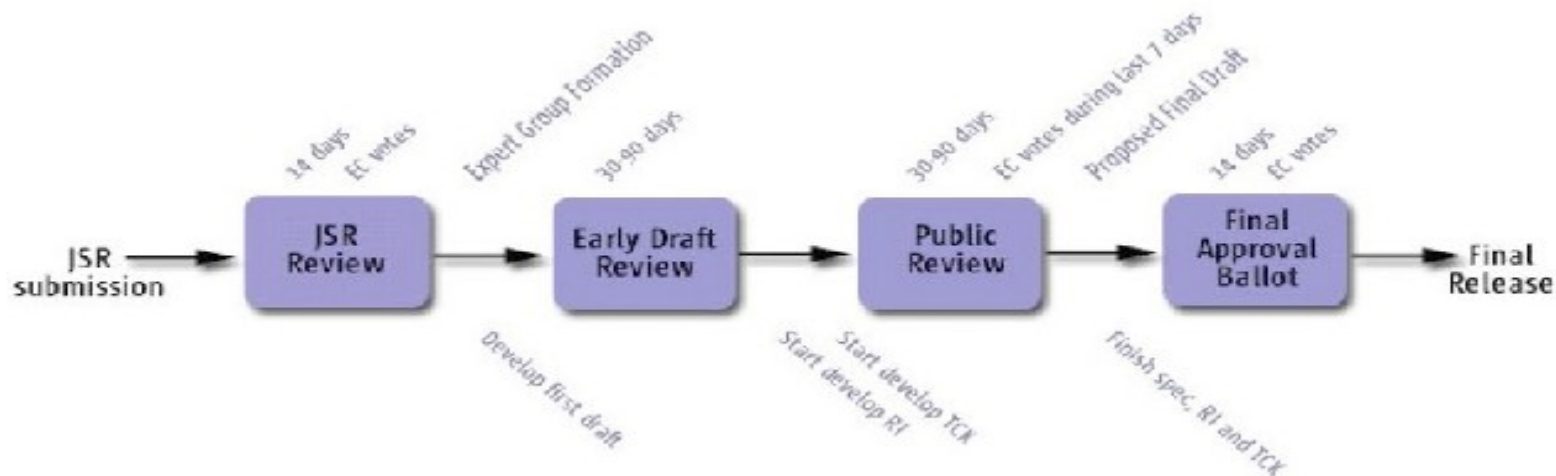 14 days
EC votes
Expert Group Formation
30-90 days
30-90 days
EC votes during last 7 days
Proposed Final Draft
14 days
EC votes
JSR
submission
JSR
Review
Early Draft
Review
Public
Review
Final
Approval
Ballot
Final
Release
Develop first draft
Start develop RI
Start develop TCK
Finish spec, RI and TCK